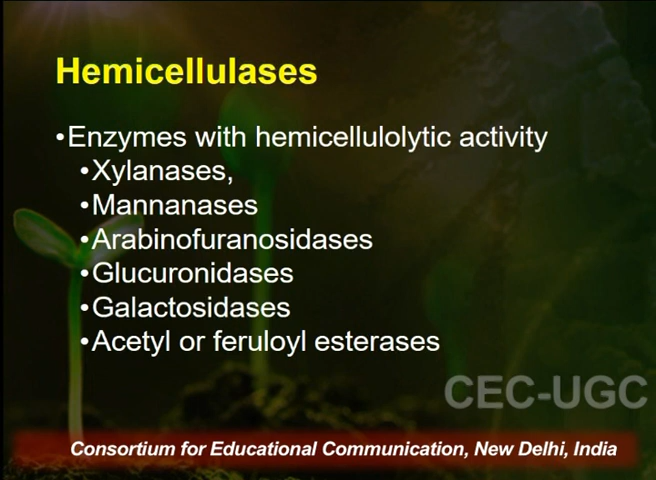 Hemicellulases
•Enzymes with hemicellulolytic activity
•Xylanases,
•Mannanases
•Arabinofuranosidases
•Glucuronidases
•Galactosidases
•Acetyl or feruloyl esterases
CEC-UGC
Consortium for Educational Communication, New Delhi, India